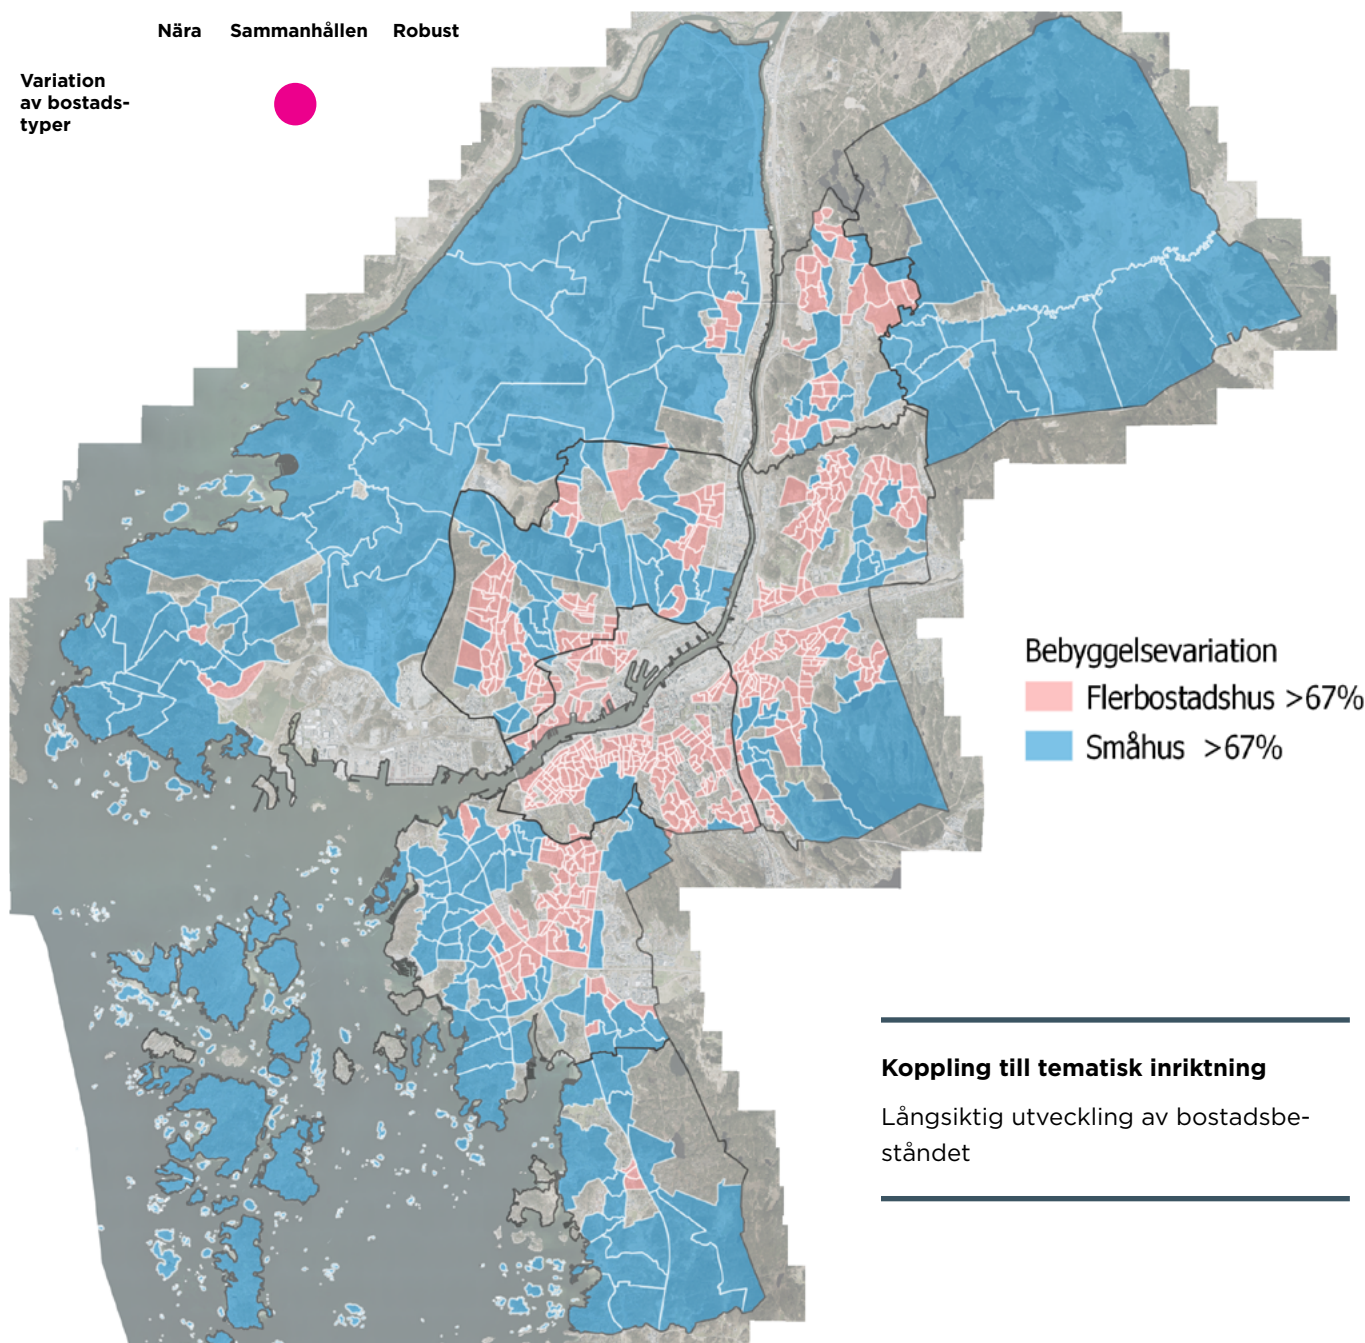 Nära Sammanhållen Robust
Variation
av bostads-
typer
Bebyggelsevariation
Flerbostadshus >67%
Småhus >67%
Koppling till tematisk inriktning
Långsiktig utveckling av bostadsbe-
ståndet